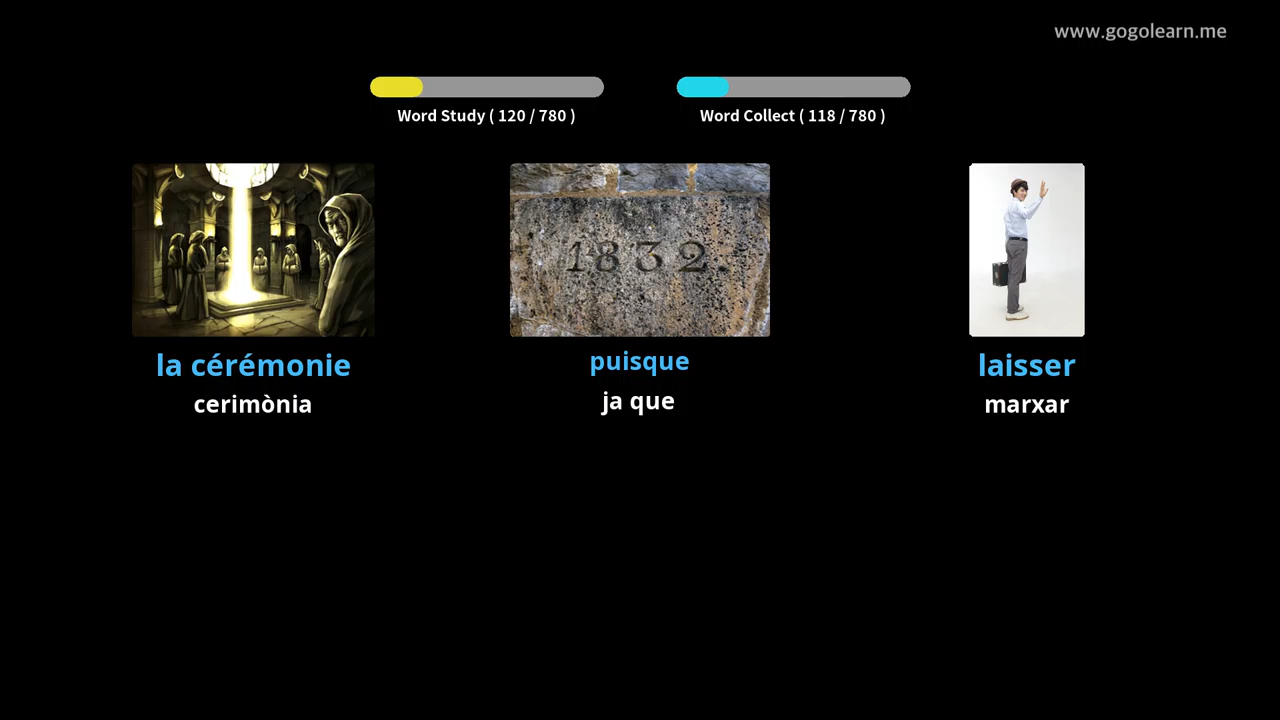 www.gogolearn.me
Word Study ( 120 / 780 )
Word Collect ( 118 / 780 )
1832.
la cérémonie
puisque
laisser
cerimònia
ja que
marxar